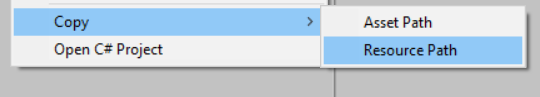 Copy
Open C# Project
Asset Path
Resource Path